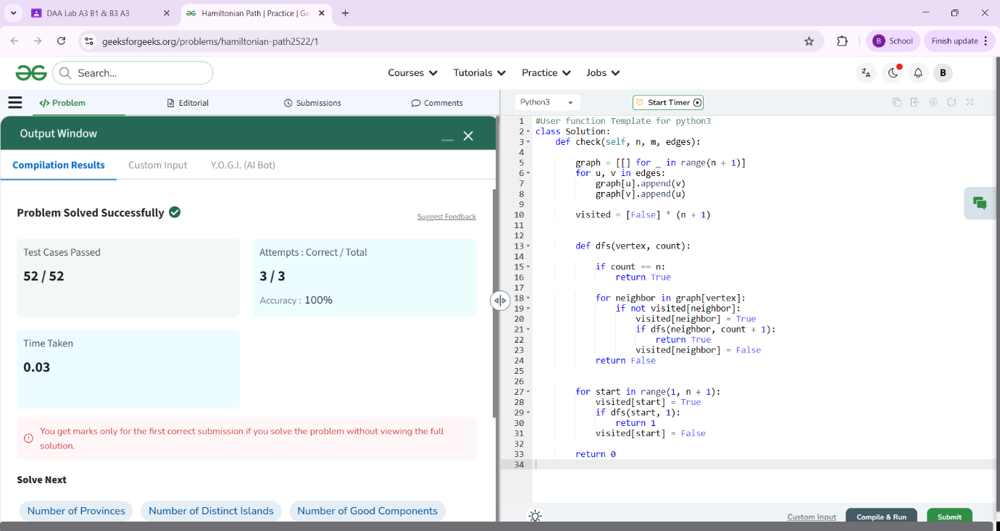 DAA Lab A3 B1 & B3 A3
Hamiltonian Path | Practice | Ge
geeksforgeeks.org/problems/hamiltonian-path2522/1
B School
Finish update
Search...
Courses
Tutorials
Practice
Jobs
B
</> Problem
Editorial
Submissions
Comments
Python3
Start Timer
Output Window
Compilation Results
Custom Input
Y.O.G.I. (AI Bot)
Problem Solved Successfully
Suggest Feedback
Test Cases Passed
52 / 52
Attempts : Correct / Total
3 / 3
Accuracy : 100%
Time Taken
0.03
You get marks only for the first correct submission if you solve the problem without viewing the full
solution.
Solve Next
Number of Provinces
Number of Distinct Islands
Number of Good Components
1 #User function Template for python3
2 class Solution:
3     def check(self, n, m, edges):
4
5         graph = [[] for _ in range(n + 1)]
6         for u, v in edges:
7             graph[u].append(v)
8             graph[v].append(u)
9
10         visited = [False] * (n + 1)
11
12
13         def dfs(vertex, count):
14
15             if count == n:
16                 return True
17
18             for neighbor in graph[vertex]:
19                 if not visited[neighbor]:
20                     visited[neighbor] = True
21                     if dfs(neighbor, count + 1):
22                         return True
23                     visited[neighbor] = False
24             return False
25
26
27         for start in range(1, n + 1):
28             visited[start] = True
29             if dfs(start, 1):
30                 return 1
31             visited[start] = False
32
33         return 0
34
Custom Input
Compile & Run
Submit